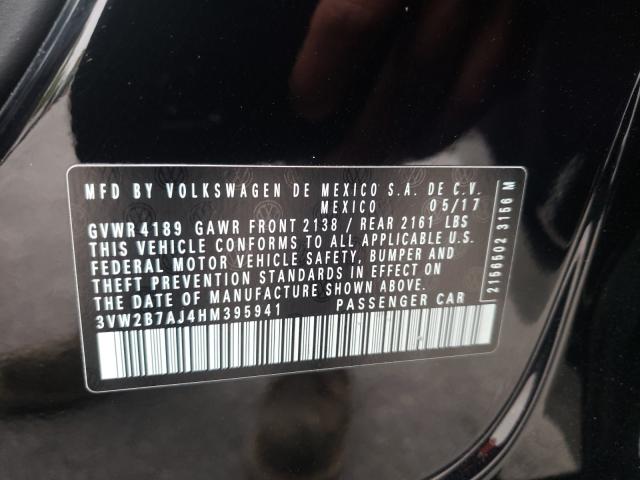 MFD BY VOLKSWAGEN DE MEXICO S.A. DE C.V.
MEXICO 05/17
GVWR 4189 GAWR FRONT 2138 / REAR 2161 LBS
THIS VEHICLE CONFORMS TO ALL APPLICABLE U.S.
FEDERAL MOTOR VEHICLE SAFETY, BUMPER AND
THEFT PREVENTION STANDARDS IN EFFECT ON
THE DATE OF MANUFACTURE SHOWN ABOVE.
3VW2B7AJ4HM395941 PASSENGER CAR
2156502 3156 M